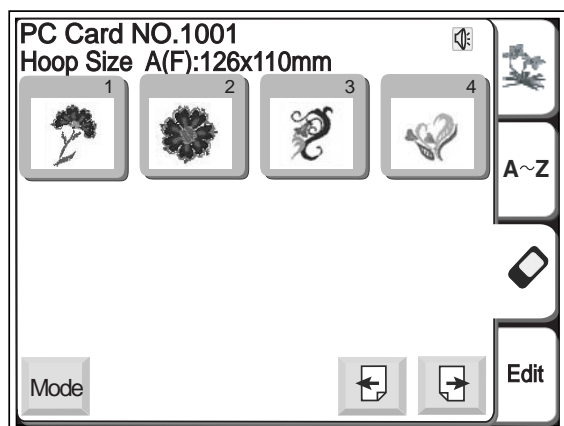 PC Card NO.1001
Hoop Size A(F):126x110mm
1 2 3 4
A~Z
Mode
Edit